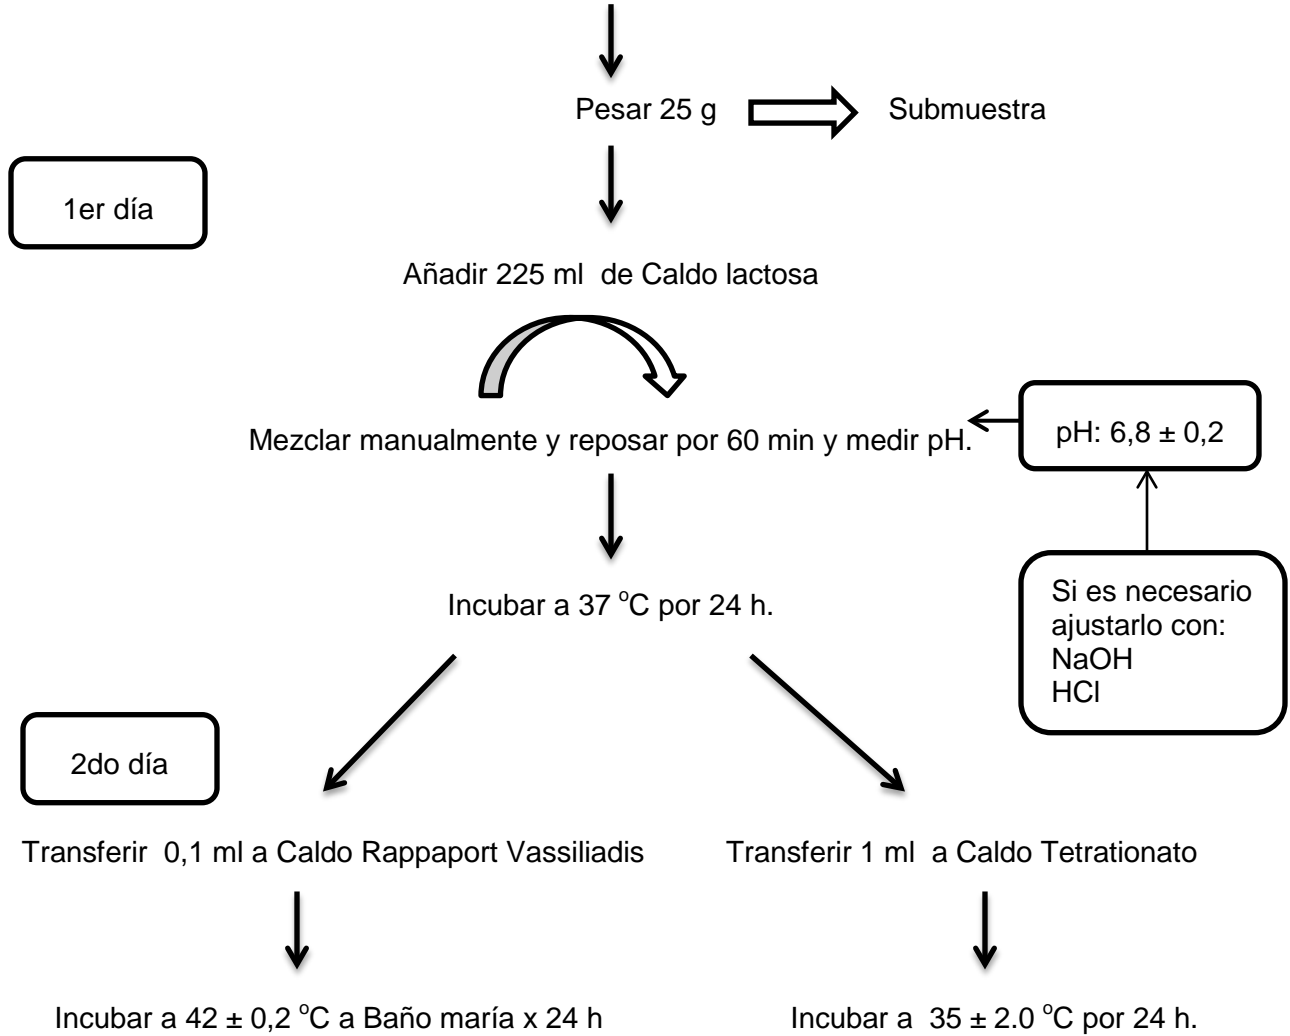 Pesar 25 g
Submuestra
1er día
Añadir 225 ml de Caldo lactosa
Mezclar manualmente y reposar por 60 min y medir pH.
pH: 6,8 ± 0,2
Incubar a 37 °C por 24 h.
Si es necesario
ajustarlo con:
NaOH
HCl
2do día
Transferir 0,1 ml a Caldo Rappaport Vassiliadis
Transferir 1 ml a Caldo Tetrationato
Incubar a 42 ± 0,2 °C a Baño maría x 24 h
Incubar a 35 ± 2.0 °C por 24 h.